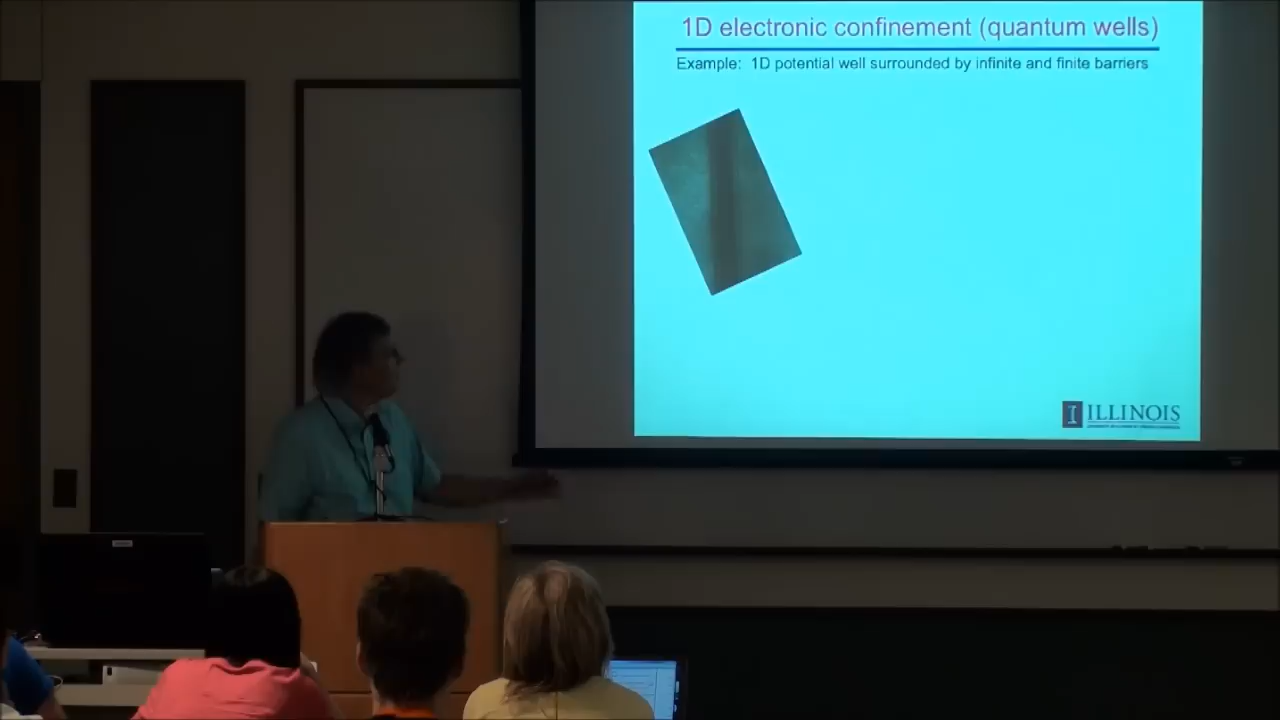 1D electronic confinement (quantum wells)
Example: 1D potential well surrounded by infinite and finite barriers
I ILLINOIS